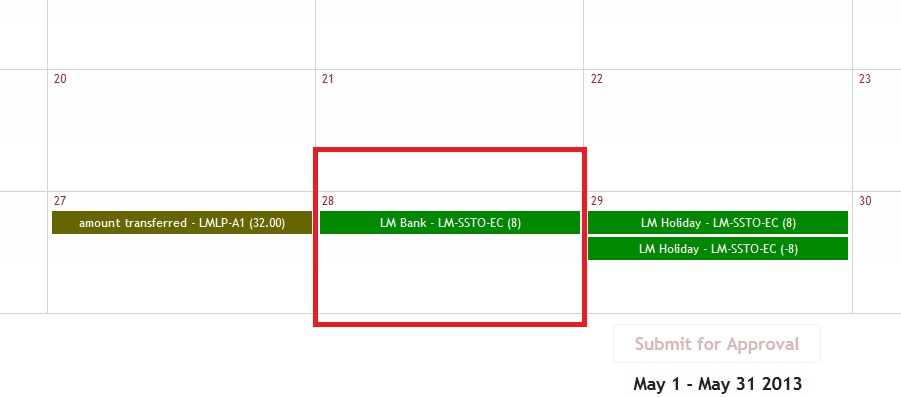 20
21
22
23
27
28
29
30
amount transferred - LMLP-A1 (32.00)
LM Bank - LM-SSTO-EC (8)
LM Holiday - LM-SSTO-EC (8)
LM Holiday - LM-SSTO-EC (-8)
Submit for Approval
May 1 - May 31 2013